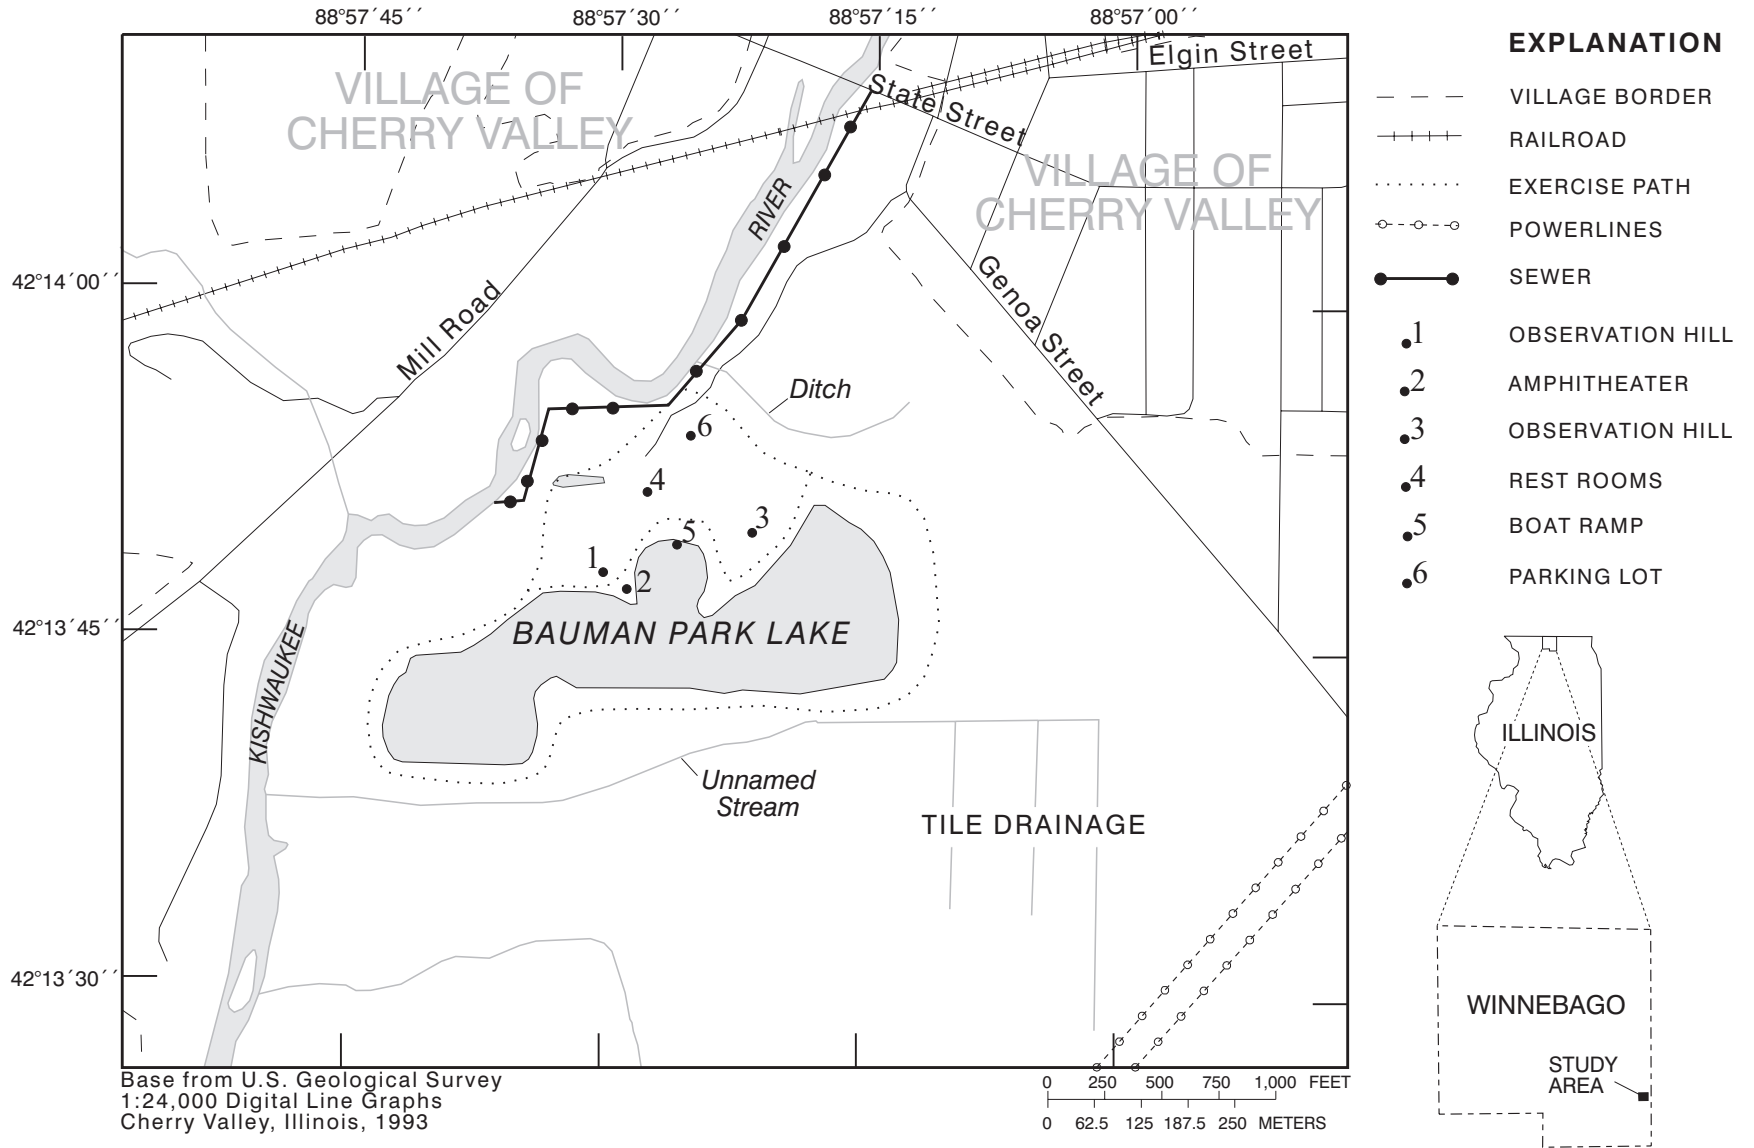 88°57´45´´
88°57´30´´
88°57´15´´
88°57´00´´
VILLAGE OF
CHERRY VALLEY
State Street
Elgin Street
VILLAGE OF
CHERRY VALLEY
RIVER
42°14´00´´
Mill Road
Genoa Street
Ditch
6
4
3
5
1
2
42°13´45´´
BAUMAN PARK LAKE
KISHWAUKEE
Unnamed
Stream
TILE DRAINAGE
42°13´30´´
Base from U.S. Geological Survey
1:24,000 Digital Line Graphs
Cherry Valley, Illinois, 1993
0 250 500 750 1,000 FEET
0 62.5 125 187.5 250 METERS
EXPLANATION
VILLAGE BORDER
RAILROAD
EXERCISE PATH
POWERLINES
SEWER
1 OBSERVATION HILL
2 AMPHITHEATER
3 OBSERVATION HILL
4 REST ROOMS
5 BOAT RAMP
6 PARKING LOT
ILLINOIS
WINNEBAGO
STUDY
AREA